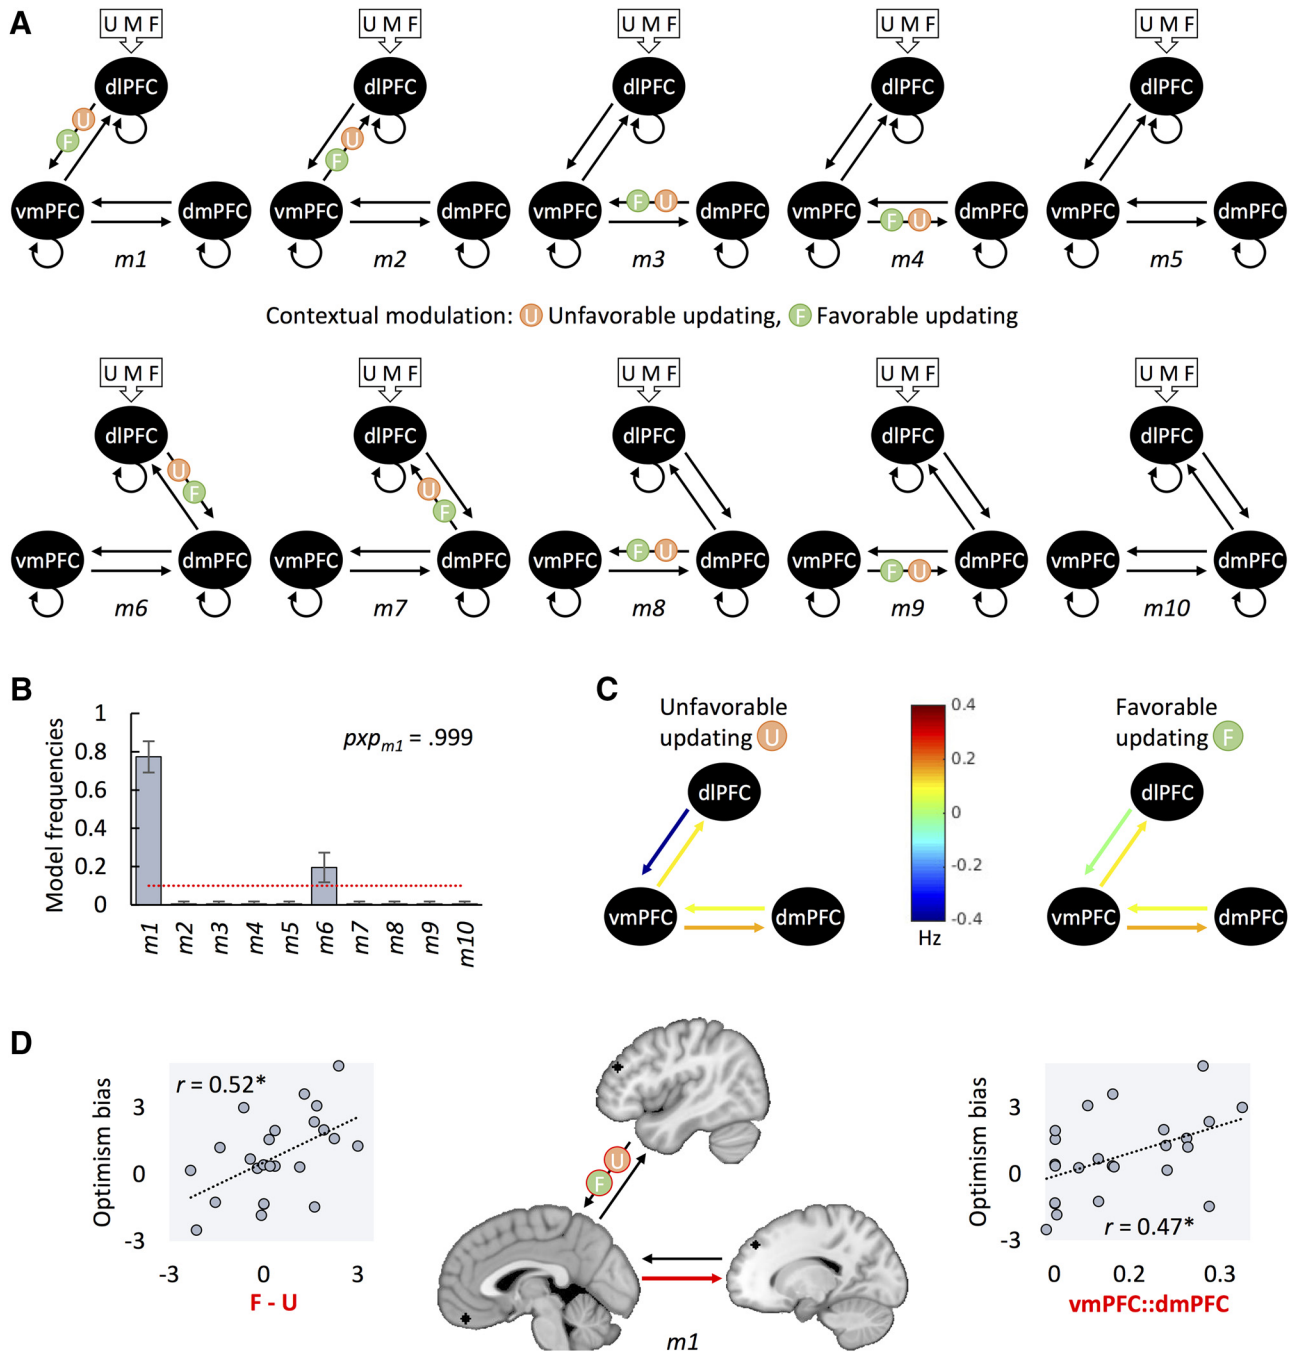 A
U M F U M F U M F U M F U M F
dlPFC dlPFC dlPFC dlPFC dlPFC
U U
F F
vmPFC dmPFC vmPFC dmPFC vmPFC F U dmPFC vmPFC F U dmPFC vmPFC dmPFC
m1 m2 m3 m4 m5
Contextual modulation: U Unfavorable updating, F Favorable updating
U M F U M F U M F U M F U M F
dlPFC dlPFC dlPFC dlPFC dlPFC
U U
F F
vmPFC dmPFC vmPFC dmPFC vmPFC F U dmPFC vmPFC F U dmPFC vmPFC dmPFC
m6 m7 m8 m9 m10
B
Model frequencies
1
0.8
0.6
0.4
0.2
0
pxpm1 = .999
m1 m2 m3 m4 m5 m6 m7 m8 m9 m10
C
Unfavorable
updating U
dlPFC
vmPFC dmPFC
0.4
0.2
0
-0.2
-0.4
Hz
Favorable
updating F
dlPFC
vmPFC dmPFC
D
Optimism bias
r = 0.52*
3
0
-3
-3 0 3
F - U
U
F
m1
Optimism bias
3
0
-3
r = 0.47*
0 0.2 0.3
vmPFC::dmPFC